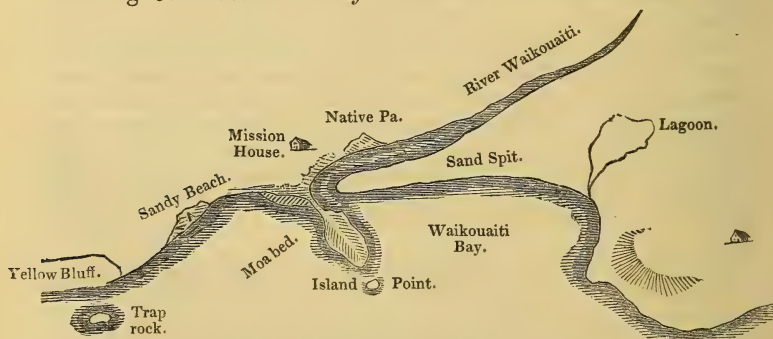 River Waikouaiti.
Native Pa.
Lagoon.
Mission
House.
Sand Spit.
Sandy Beach.
Waikouaiti
Bay.
Moa bed.
Yellow Bluff.
Island Point.
Trap
rock.